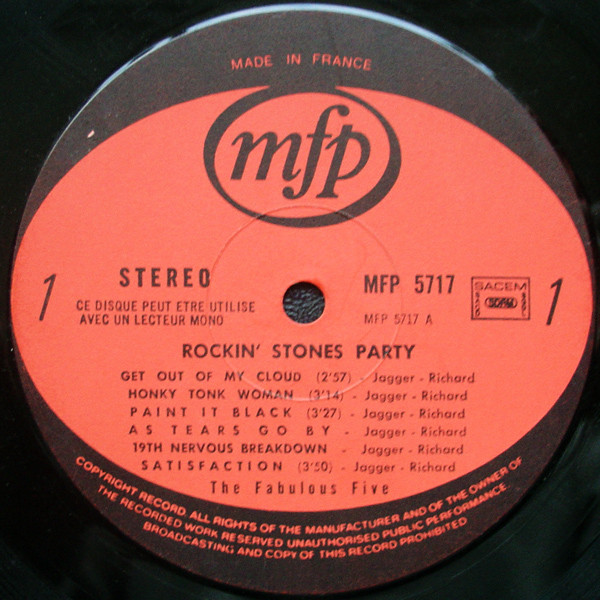 MADE IN FRANCE
mfp
STEREO
MFP 5717
SACEM
1
1
CE DISQUE PEUT ETRE UTILISE
AVEC UN LECTEUR MONO
MFP 5717 A
ROCKIN' STONES PARTY
GET OUT OF MY CLOUD (2'57) - Jagger - Richard
HONKY TONK WOMAN (3'14) - Jagger - Richard
PAINT IT BLACK (3'27) - Jagger - Richard
AS TEARS GO BY - Jagger - Richard
19TH NERVOUS BREAKDOWN - Jagger - Richard
SATISFACTION (3'50) - Jagger - Richard
The Fabulous Five
COPYRIGHT RECORD ALL RIGHTS OF THE MANUFACTURER AND OF THE OWNER OF
THE RECORDED WORK RESERVED UNAUTHORISED PUBLIC PERFORMANCE.
BROADCASTING AND COPY OF THIS RECORD PROHIBITED